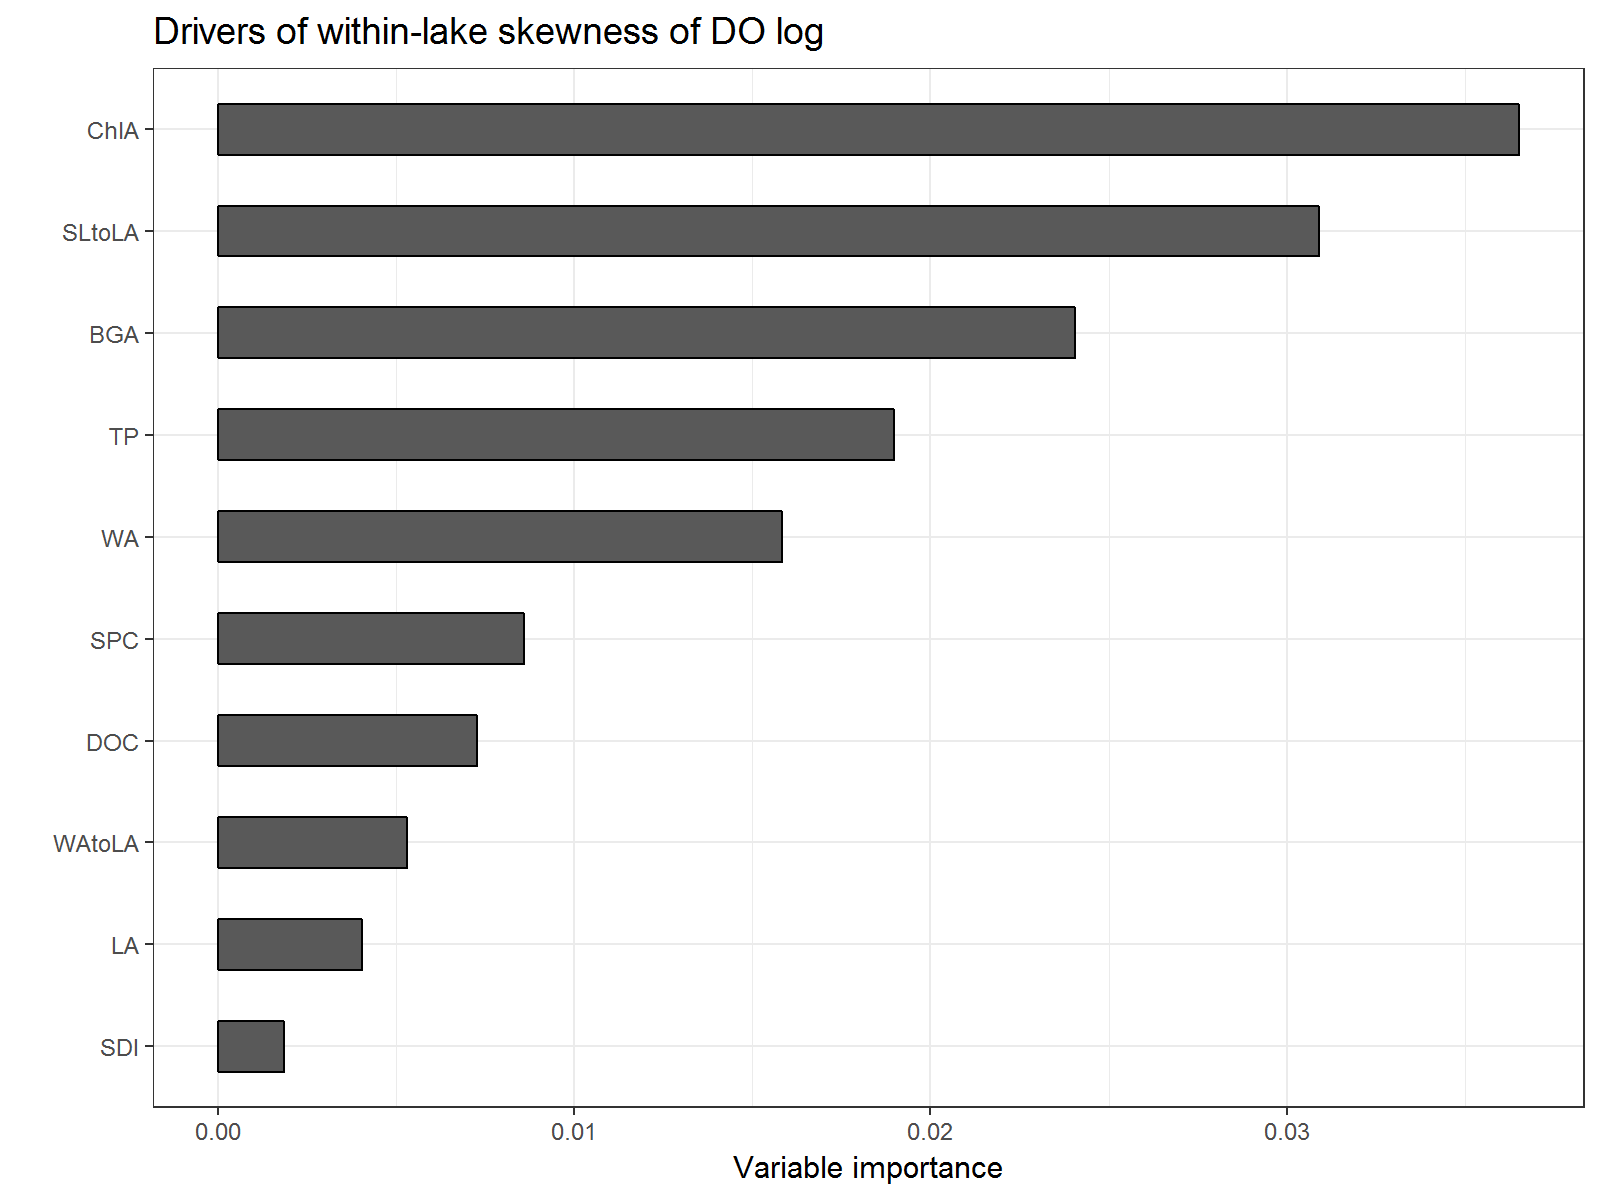 Drivers of within-lake skewness of DO log
ChlA
SLtoLA
BGA
TP
WA
SPC
DOC
WAtoLA
LA
SDI
0.00 0.01 0.02 0.03
Variable importance